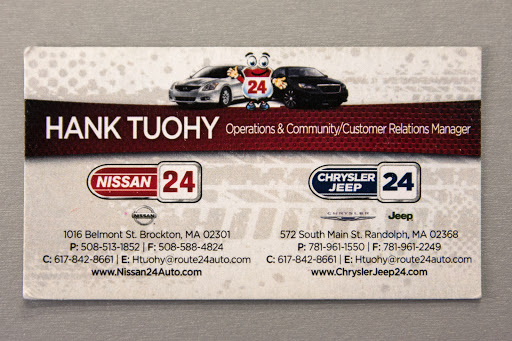 24
HANK TUOHY Operations & Community/Customer Relations Manager
NISSAN 24
NISSAN
1016 Belmont St. Brockton, MA 02301
P: 508-513-1852 | F: 508-588-4824
C: 617-842-8661 | E: Htuohy@route24auto.com
www.Nissan24Auto.com
CHRYSLER JEEP 24
CHRYSLER Jeep
572 South Main St. Randolph, MA 02368
P: 781-961-1550 | F: 781-961-2249
C: 617-842-8661 | E: Htuohy@route24auto.com
www.ChryslerJeep24.com